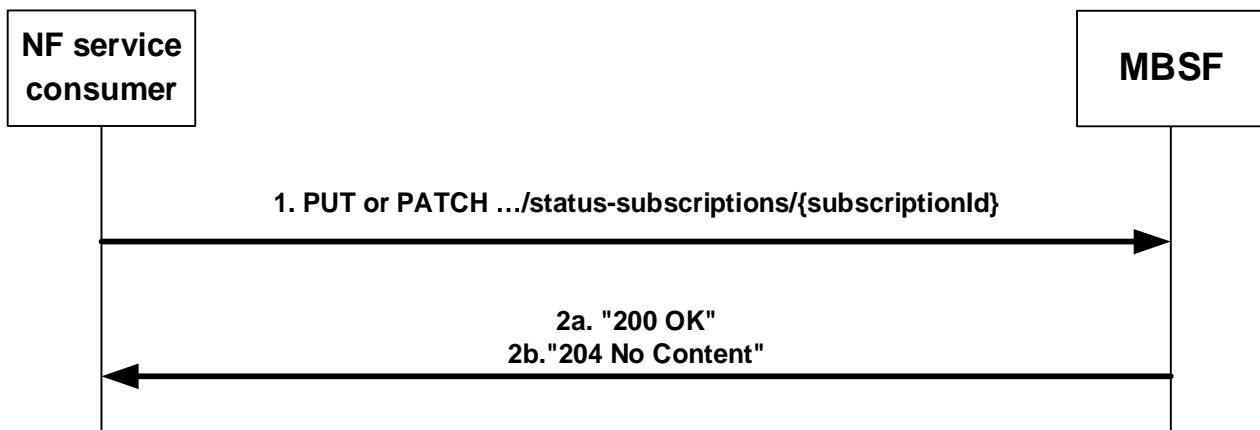 NF service
consumer
MBSF
1. PUT or PATCH …/status-subscriptions/{subscriptionId}
2a. "200 OK"
2b."204 No Content"